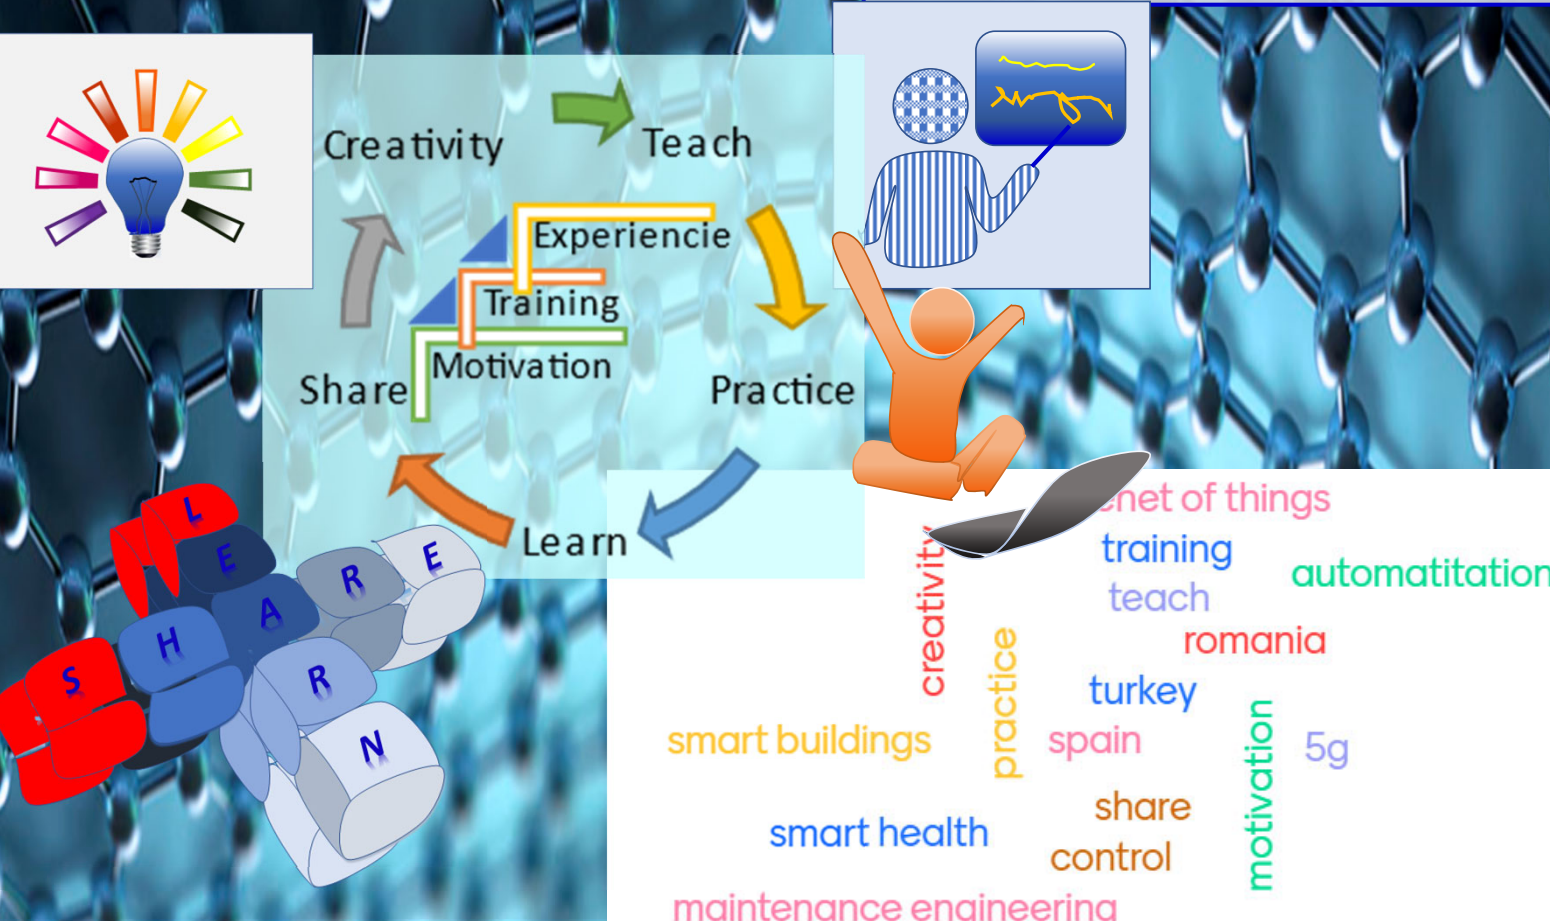 Creativity
Teach
Experiencie
Training
Motivation
Share
Practice
Learn
L
E
A
R
N
S
H
A
R
E
enet of things
training
automatitation
teach
romania
creativity
practice
turkey
smart buildings
spain
motivation
5g
share
smart health
control
maintenance engineering